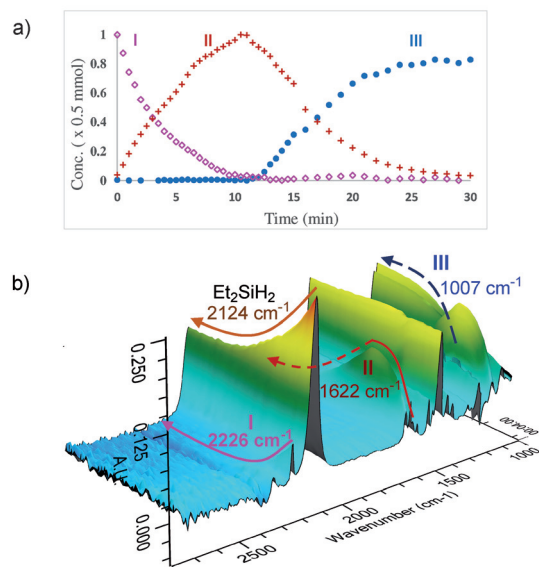 a)
I
II
III
1
0.8
0.6
0.4
0.2
0
Conc. ( x 0.5 mmol)
0
5
10
15
20
25
30
Time (min)
b)
III
1007 cm⁻¹
Et₂SiH₂
2124 cm⁻¹
0.250
II
1622 cm⁻¹
I
2226 cm⁻¹
0.125
A.U.
0.000
2500
2000
1500
1000
Wavenumber (cm-1)